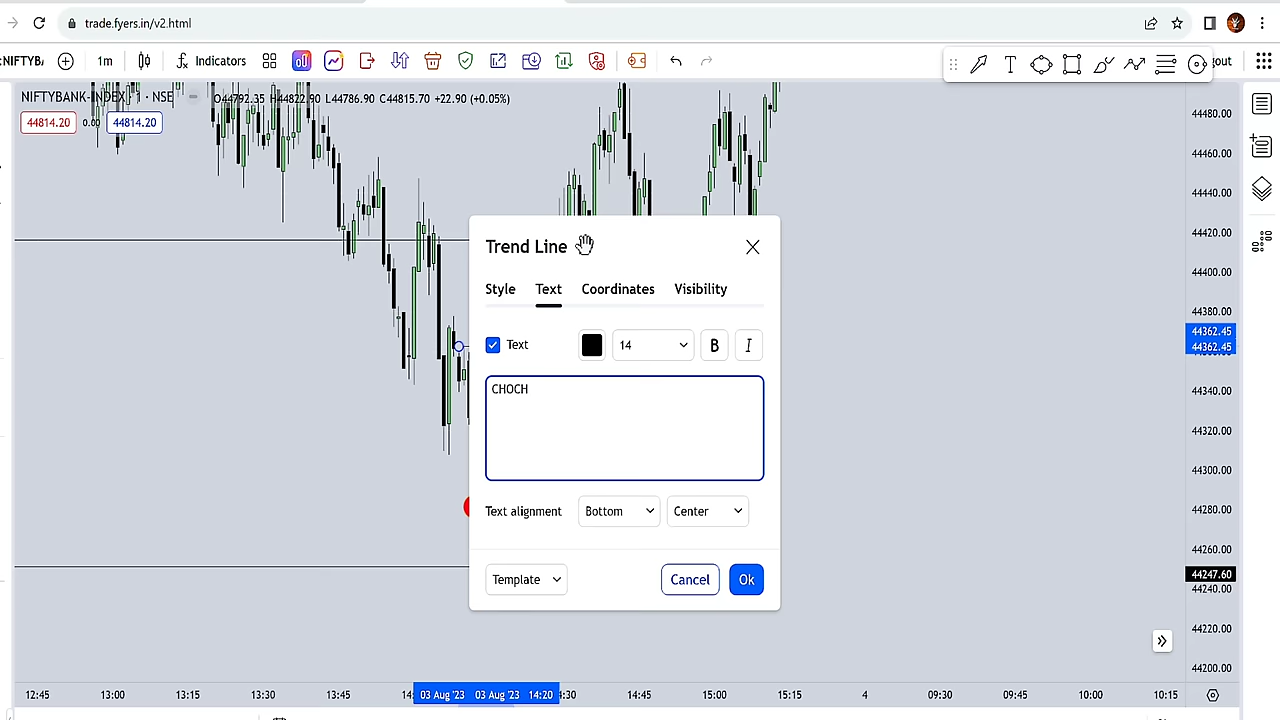 trade.fyers.in/v2.html
:NIFTYBA 1m Indicators out
NIFTYBANK-INDEX · 1 · NSE O44792.35 H44822.90 L44786.90 C44815.70 +22.90 (+0.05%)
44814.20 0.00 44814.20
44480.00
44460.00
44440.00
44420.00
44400.00
44380.00
44362.45
44362.45
44340.00
44320.00
44300.00
44280.00
44260.00
44247.60
44240.00
44220.00
44200.00
Trend Line
Style Text Coordinates Visibility
Text 14 B I
CHOCH
Text alignment Bottom Center
Template Cancel Ok
12:45 13:00 13:15 13:30 13:45 14: 03 Aug '23 03 Aug '23 14:20 :30 14:45 15:00 15:15 4 09:30 09:45 10:00 10:15